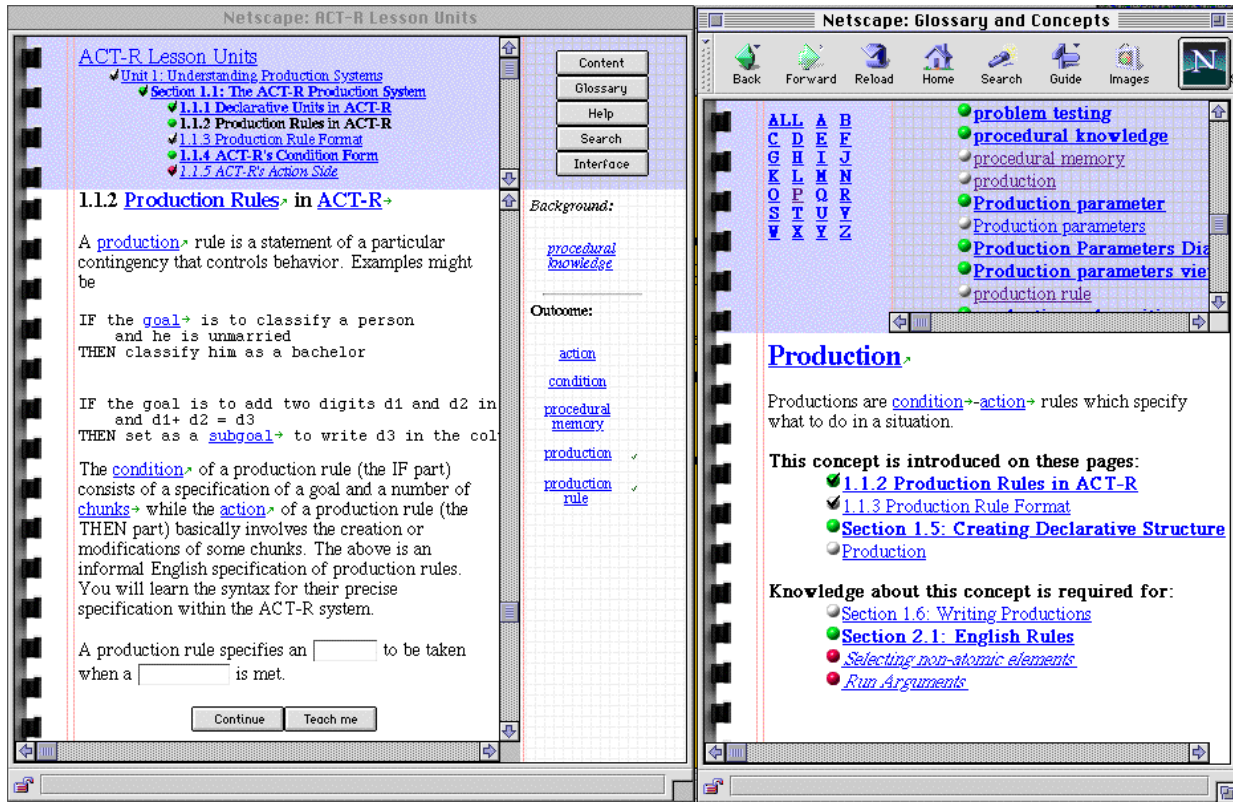 Netscape: ACT-R Lesson Units
ACT-R Lesson Units
Unit 1: Understanding Production Systems
Section 1.1: The ACT-R Production System
1.1.1 Declarative Units in ACT-R
1.1.2 Production Rules in ACT-R
1.1.3 Production Rule Format
1.1.4 ACT-R's Condition Form
1.1.5 ACT-R's Action Side
Content
Glossary
Help
Search
Interface
1.1.2 Production Rules in ACT-R
A production rule is a statement of a particular
contingency that controls behavior. Examples might
be
IF the goal is to classify a person
and he is unmarried
THEN classify him as a bachelor
IF the goal is to add two digits d1 and d2 in
and d1+ d2 = d3
THEN set as a subgoal to write d3 in the col
The condition of a production rule (the IF part)
consists of a specification of a goal and a number of
chunks while the action of a production rule (the
THEN part) basically involves the creation or
modifications of some chunks. The above is an
informal English specification of production rules.
You will learn the syntax for their precise
specification within the ACT-R system.
A production rule specifies an to be taken
when a is met.
Continue
Teach me
Background:
procedural
knowledge
Outcome:
action
condition
procedural
memory
production
production
rule
Netscape: Glossary and Concepts
Back
Forward
Reload
Home
Search
Guide
Images
N
ALL A B
C D E F
G H I J
K L M N
O P Q R
S T U V
W X Y Z
problem testing
procedural knowledge
procedural memory
production
Production parameter
Production parameters
Production Parameters Dia
Production parameters vie
production rule
Production
Productions are condition-action rules which specify
what to do in a situation.
This concept is introduced on these pages:
1.1.2 Production Rules in ACT-R
1.1.3 Production Rule Format
Section 1.5: Creating Declarative Structure
Production
Knowledge about this concept is required for:
Section 1.6: Writing Productions
Section 2.1: English Rules
Selecting non-atomic elements
Run Arguments